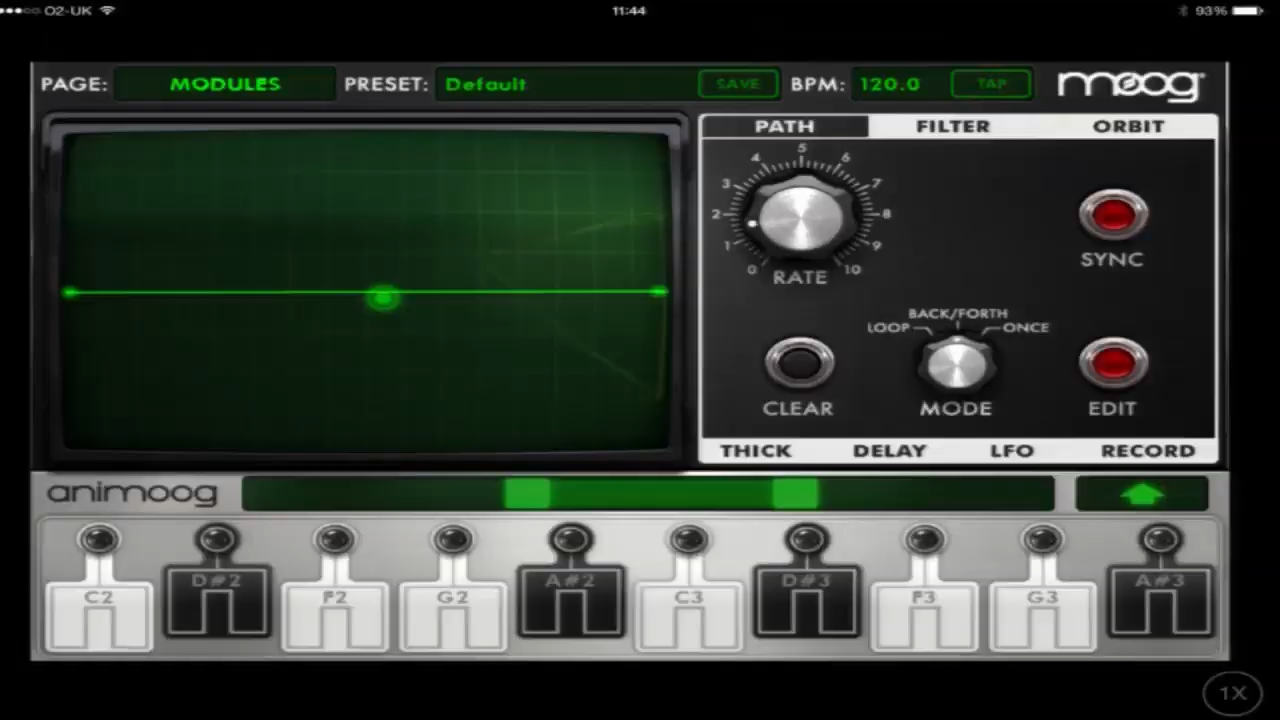 O2-UK 11:44 93%
PAGE: MODULES PRESET: Default SAVE BPM: 120.0 TAP moog
PATH FILTER ORBIT
0 1 2 3 4 5 6 7 8 9 10
RATE
SYNC
LOOP BACK/FORTH ONCE
CLEAR MODE EDIT
THICK DELAY LFO RECORD
animoog
C2 D#2 F2 G2 A#2 C3 D#3 F3 G3 A#3
1X